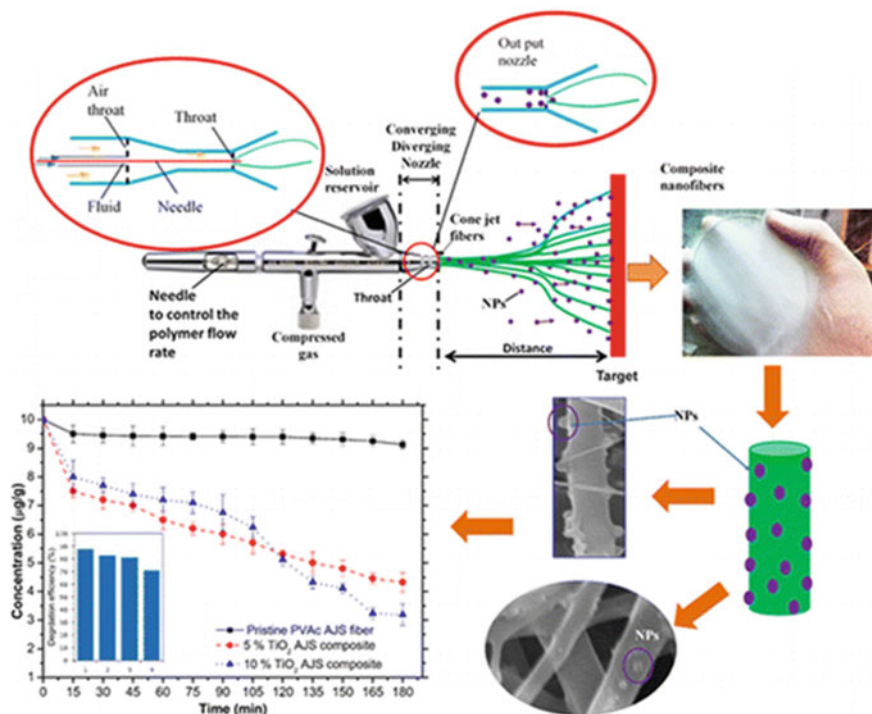 Air
throat
Throat
Fluid
Needle
Out put
nozzle
Converging
Diverging
Nozzle
Solution
reservoir
Cone jet
fibers
Composite
nanofibers
Throat
NPs
Needle
to control the
polymer flow
rate
Compressed
gas
Distance
Target
NPs
NPs
Concentration (µg/g)
10
9
8
7
6
5
4
3
2
1
Degradation efficiency (%)
1 2 3 4
Pristine PVAc AJS fiber
5 % TiO₂ AJS composite
10 % TiO₂ AJS composite
0 15 30 45 60 75 90 105 120 135 150 165 180
Time (min)